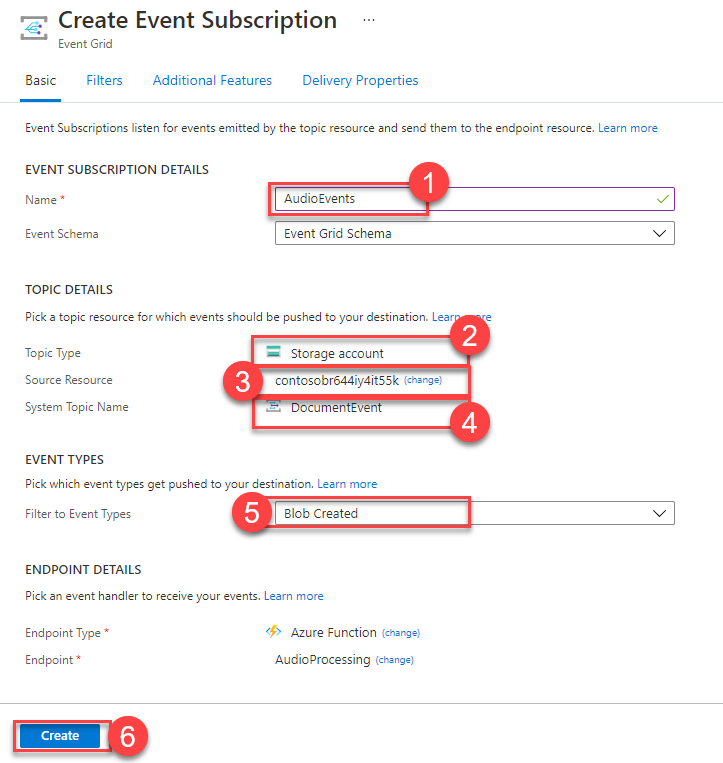 Create Event Subscription ...
Event Grid
Basic Filters Additional Features Delivery Properties
Event Subscriptions listen for events emitted by the topic resource and send them to the endpoint resource. Learn more
EVENT SUBSCRIPTION DETAILS
1
Name * AudioEvents
Event Schema Event Grid Schema
TOPIC DETAILS
Pick a topic resource for which events should be pushed to your destination. Learn more
2
Topic Type Storage account
Source Resource 3 contosobr644iy4it55k (change)
System Topic Name DocumentEvent
4
EVENT TYPES
Pick which event types get pushed to your destination. Learn more
Filter to Event Types 5 Blob Created
ENDPOINT DETAILS
Pick an event handler to receive your events. Learn more
Endpoint Type * Azure Function (change)
Endpoint * AudioProcessing (change)
Create 6